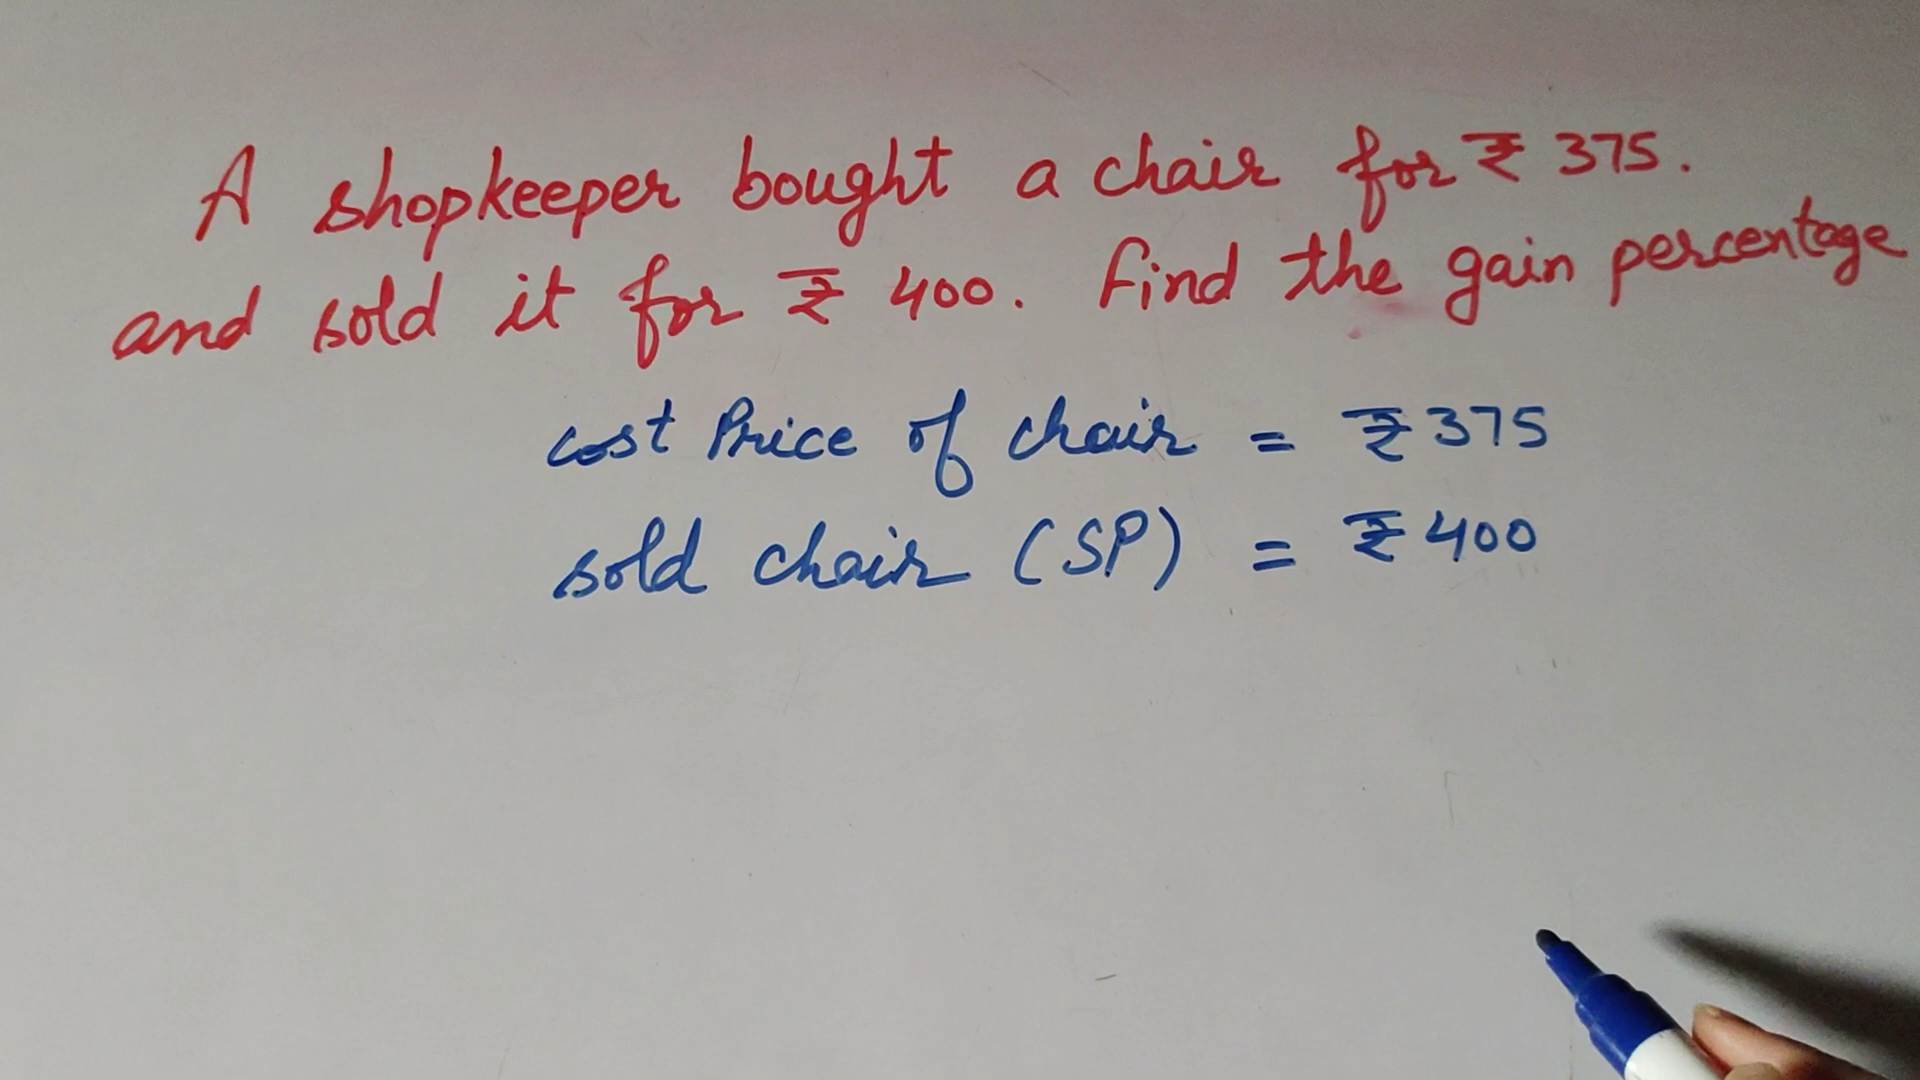 A shopkeeper bought a chair for ₹ 375.
and sold it for ₹ 400. Find the gain percentage
cost Price of chair = ₹ 375
sold chair (SP) = ₹ 400